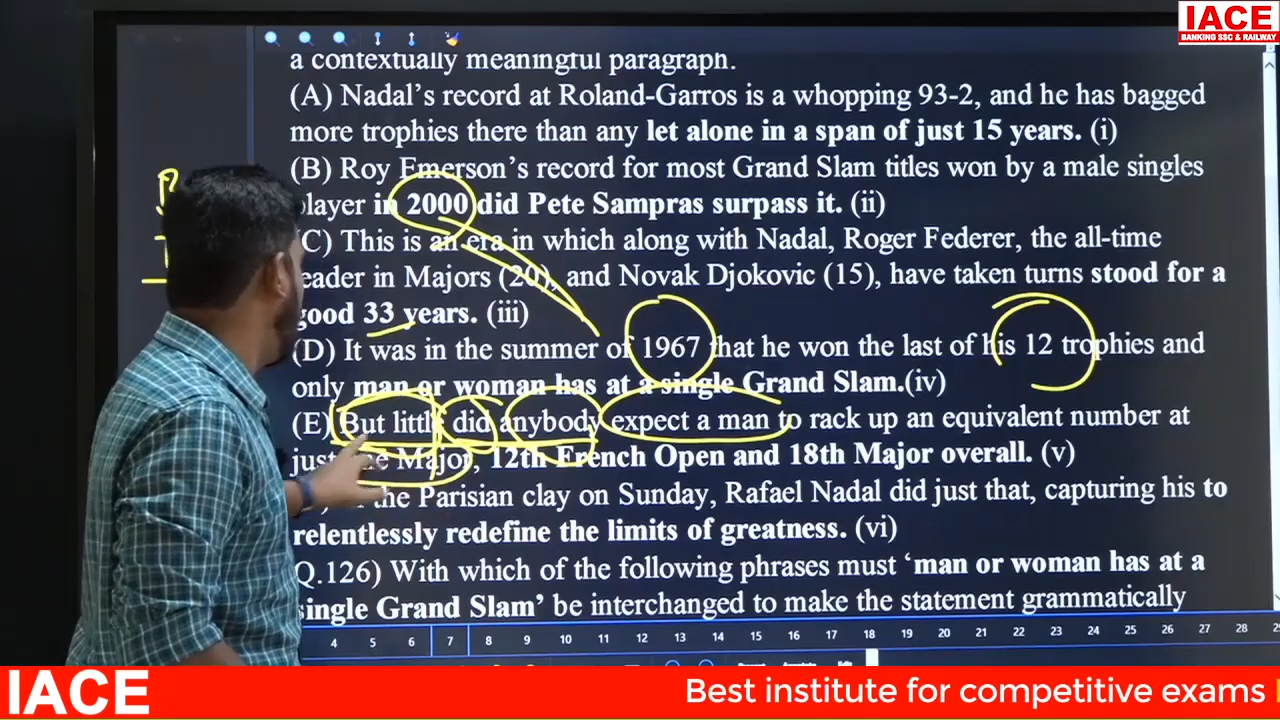 IACE
BANKING SSC & RAILWAY
a contextually meaningful paragraph.
(A) Nadal's record at Roland-Garros is a whopping 93-2, and he has bagged
more trophies there than any let alone in a span of just 15 years. (i)
(B) Roy Emerson's record for most Grand Slam titles won by a male singles
player in 2000 did Pete Sampras surpass it. (ii)
(C) This is an era in which along with Nadal, Roger Federer, the all-time
leader in Majors (20), and Novak Djokovic (15), have taken turns stood for a
good 33 years. (iii)
(D) It was in the summer of 1967 that he won the last of his 12 trophies and
only man or woman has at a single Grand Slam.(iv)
(E) But little did anybody expect a man to rack up an equivalent number at
just Major, 12th French Open and 18th Major overall. (v)
the Parisian clay on Sunday, Rafael Nadal did just that, capturing his to
relentlessly redefine the limits of greatness. (vi)
Q.126) With which of the following phrases must 'man or woman has at a
single Grand Slam' be interchanged to make the statement grammatically
4 5 6 7 8 9 10 11 12 13 14 15 16 17 18 19 20 21 22 23 24 25 26 27 28
IACE
Best institute for competitive exams